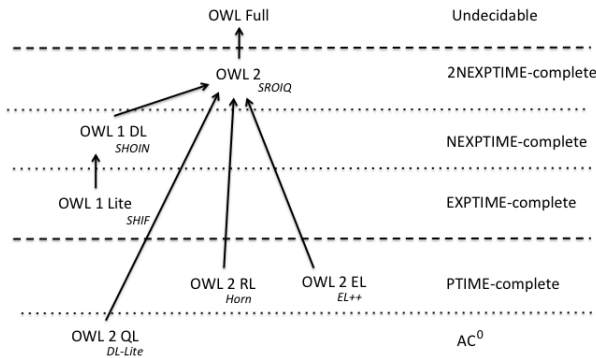 OWL Full Undecidable
OWL 2 2NEXPTIME-complete
SROIQ
OWL 1 DL NEXPTIME-complete
SHOIN
OWL 1 Lite EXPTIME-complete
SHIF
OWL 2 RL OWL 2 EL PTIME-complete
Horn EL++
OWL 2 QL AC⁰
DL-Lite